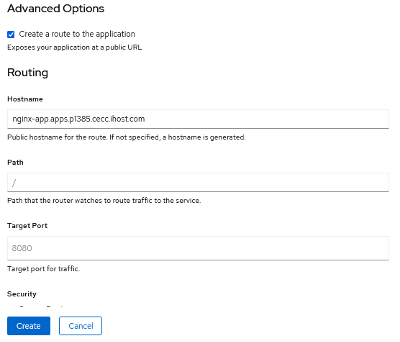 Advanced Options
Create a route to the application
Exposes your application at a public URL
Routing
Hostname
nginx-app.apps.p1385.cecc.ihost.com
Public hostname for the route. If not specified, a hostname is generated.
Path
/
Path that the router watches to route traffic to the service.
Target Port
8080
Target port for traffic.
Security
Create
Cancel